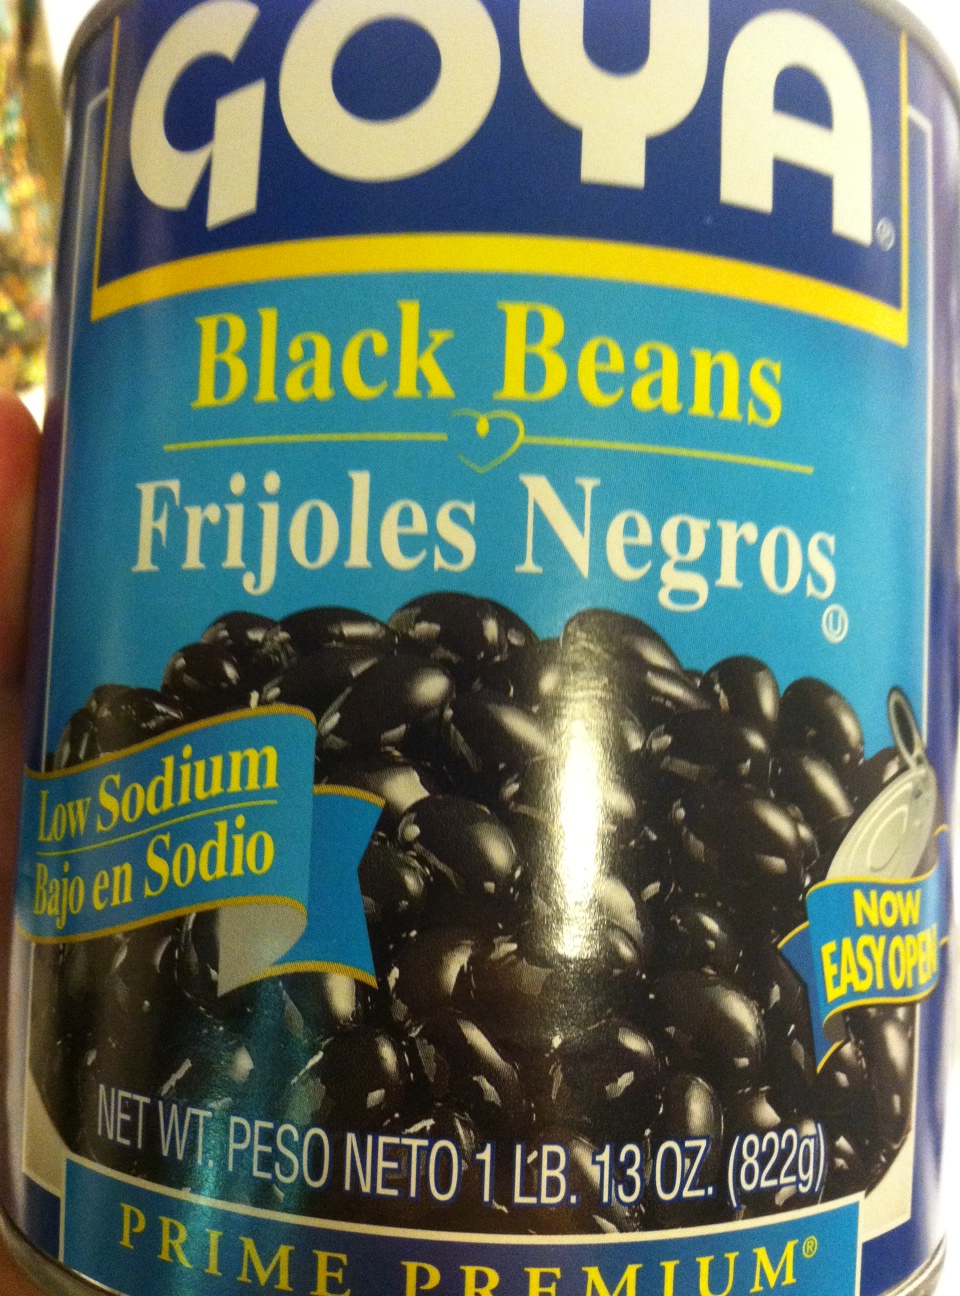 GOYA®
Black Beans
Frijoles Negros
U
Low Sodium
Bajo en Sodio
NOW
EASY OPEN
NET WT. PESO NETO 1 LB. 13 OZ. (822g)
PRIME PREMIUM®